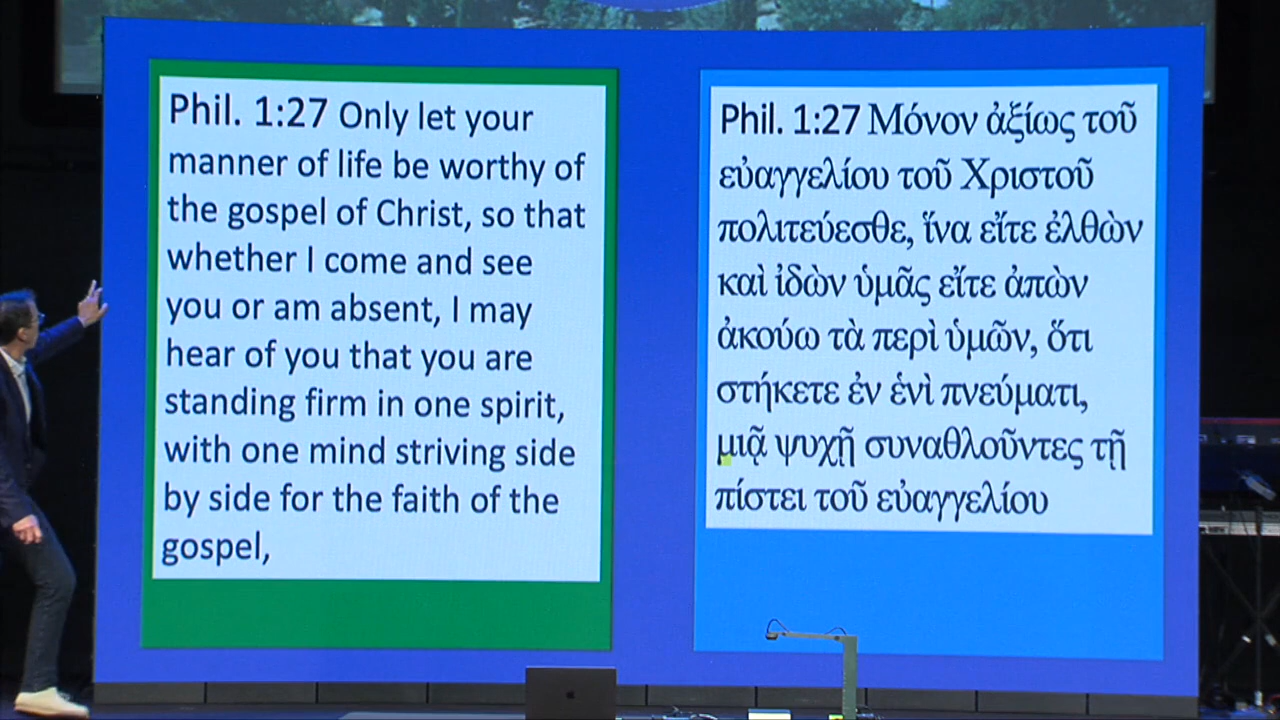 Phil. 1:27 Only let your
manner of life be worthy of
the gospel of Christ, so that
whether I come and see
you or am absent, I may
hear of you that you are
standing firm in one spirit,
with one mind striving side
by side for the faith of the
gospel,
Phil. 1:27 Μόνον ἀξίως τοῦ
εὐαγγελίου τοῦ Χριστοῦ
πολιτεύεσθε, ἵνα εἴτε ἐλθὼν
καὶ ἰδὼν ὑμᾶς εἴτε ἀπὼν
ἀκούω τὰ περὶ ὑμῶν, ὅτι
στήκετε ἐν ἑνὶ πνεύματι,
μιᾷ ψυχῇ συναθλοῦντες τῇ
πίστει τοῦ εὐαγγελίου